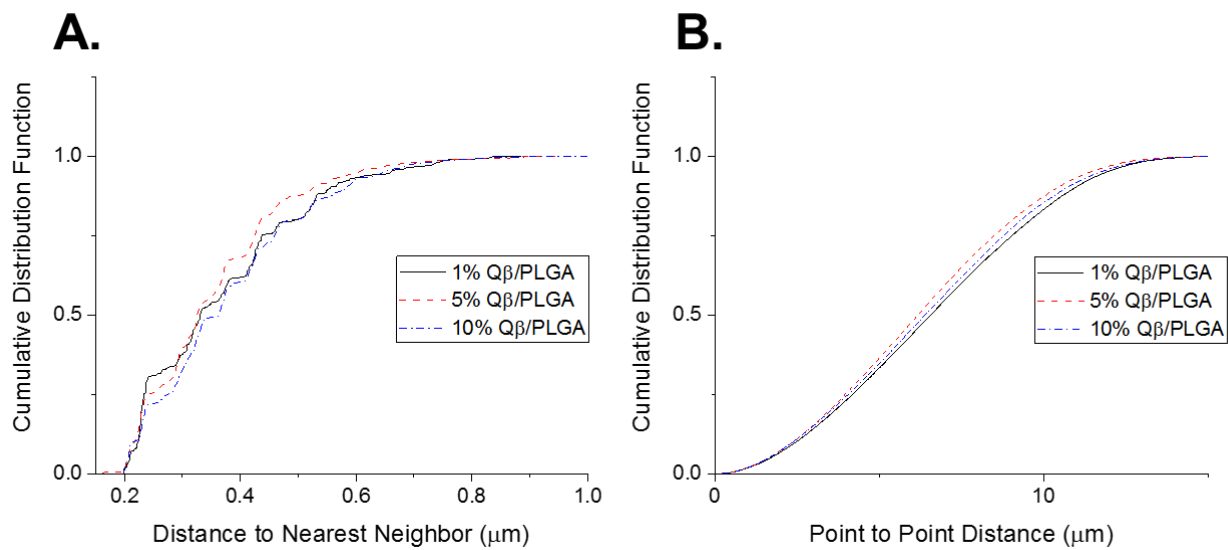 A.
Cumulative Distribution Function
1.0
0.5
0.0
1% Qβ/PLGA
5% Qβ/PLGA
10% Qβ/PLGA
0.2 0.4 0.6 0.8 1.0
Distance to Nearest Neighbor (μm)
B.
Cumulative Distribution Function
1.0
0.5
0.0
1% Qβ/PLGA
5% Qβ/PLGA
10% Qβ/PLGA
0 10
Point to Point Distance (μm)